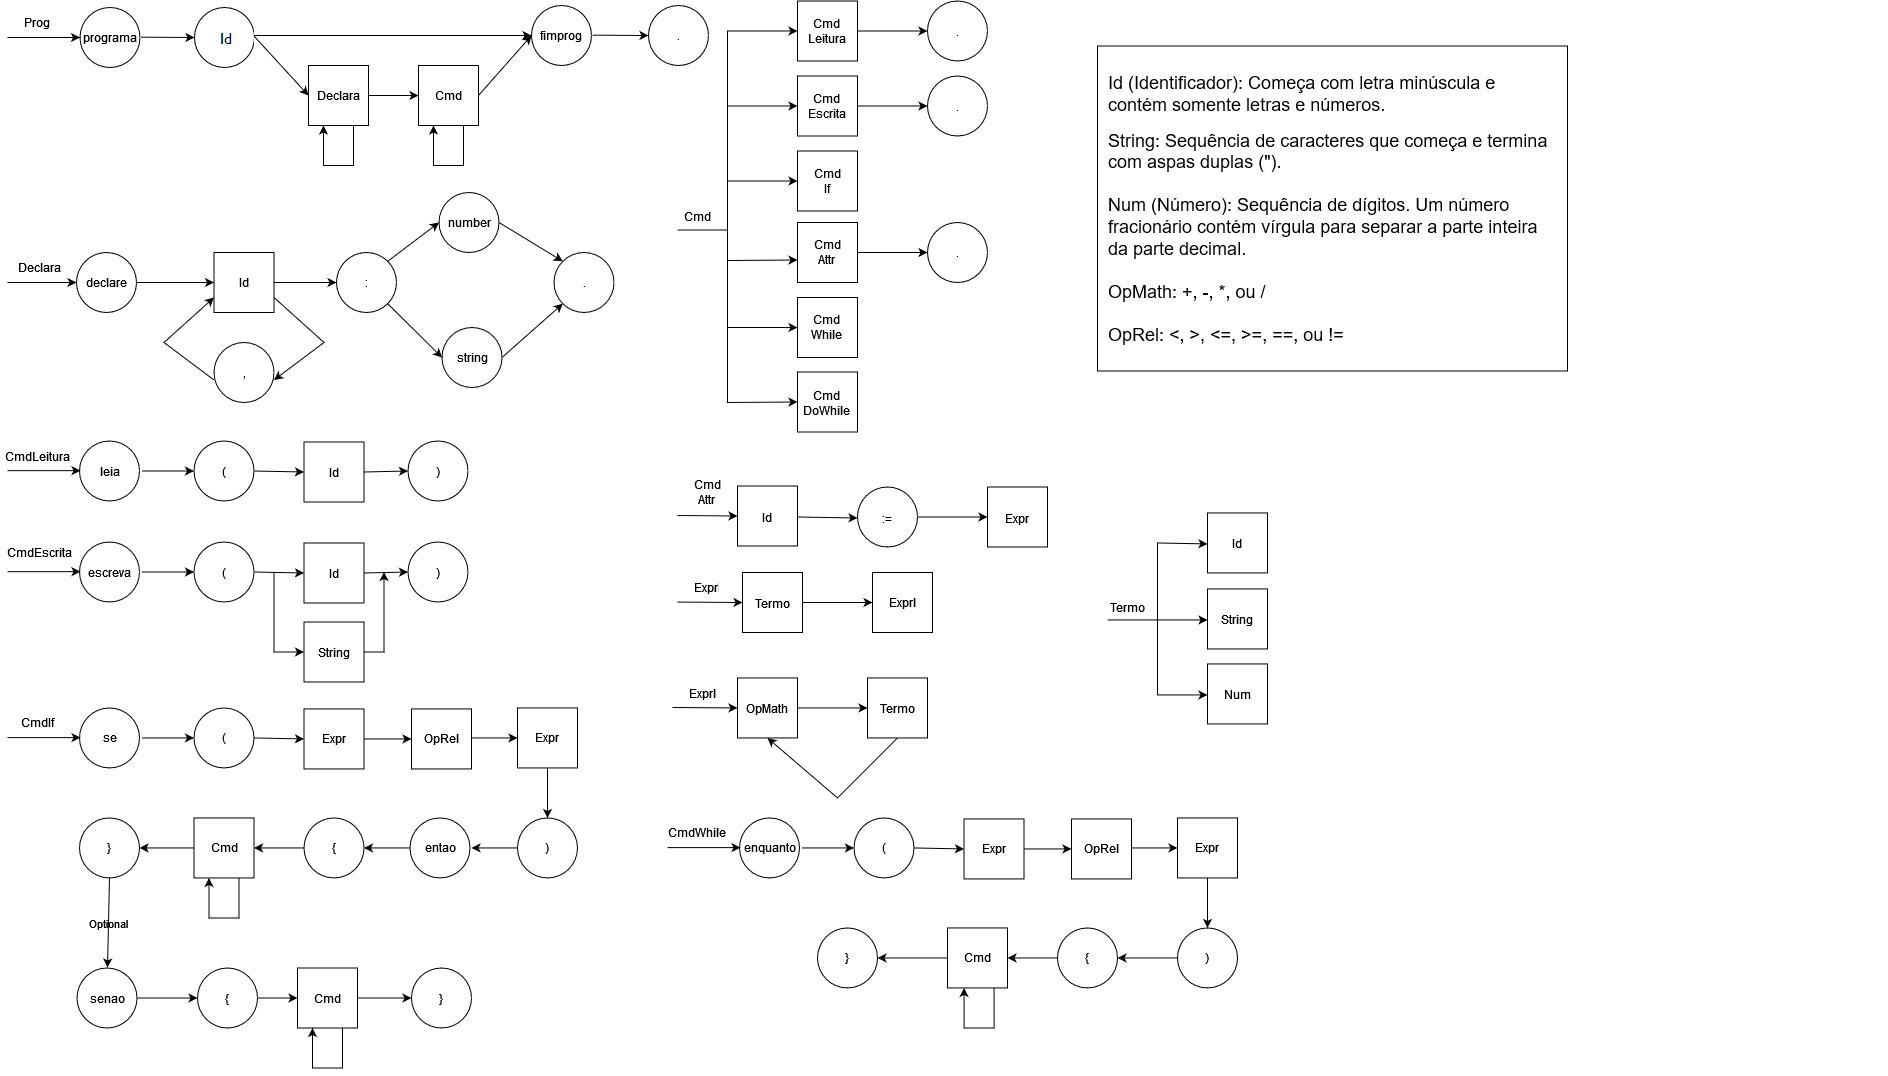 Prog
programa
Id
fimprog
.
Declara
Cmd
Declara
declare
Id
:
number
string
.
,
CmdLeitura
leia
(
Id
)
CmdEscrita
escreva
(
Id
)
String
CmdIf
se
(
Expr
OpRel
Expr
)
entao
{
Cmd
}
Optional
senao
{
Cmd
}
Cmd
Cmd
Leitura
.
Cmd
Escrita
.
Cmd
If
Cmd
Attr
.
Cmd
While
Cmd
DoWhile
Cmd
Attr
Id
:=
Expr
Expr
Termo
ExprI
ExprI
OpMath
Termo
Termo
Id
String
Num
CmdWhile
enquanto
(
Expr
OpRel
Expr
)
{
Cmd
}
Id (Identificador): Começa com letra minúscula e
contém somente letras e números.
String: Sequência de caracteres que começa e termina
com aspas duplas (").
Num (Número): Sequência de dígitos. Um número
fracionário contém vírgula para separar a parte inteira
da parte decimal.
OpMath: +, -, *, ou /
OpRel: <, >, <=, >=, ==, ou !=